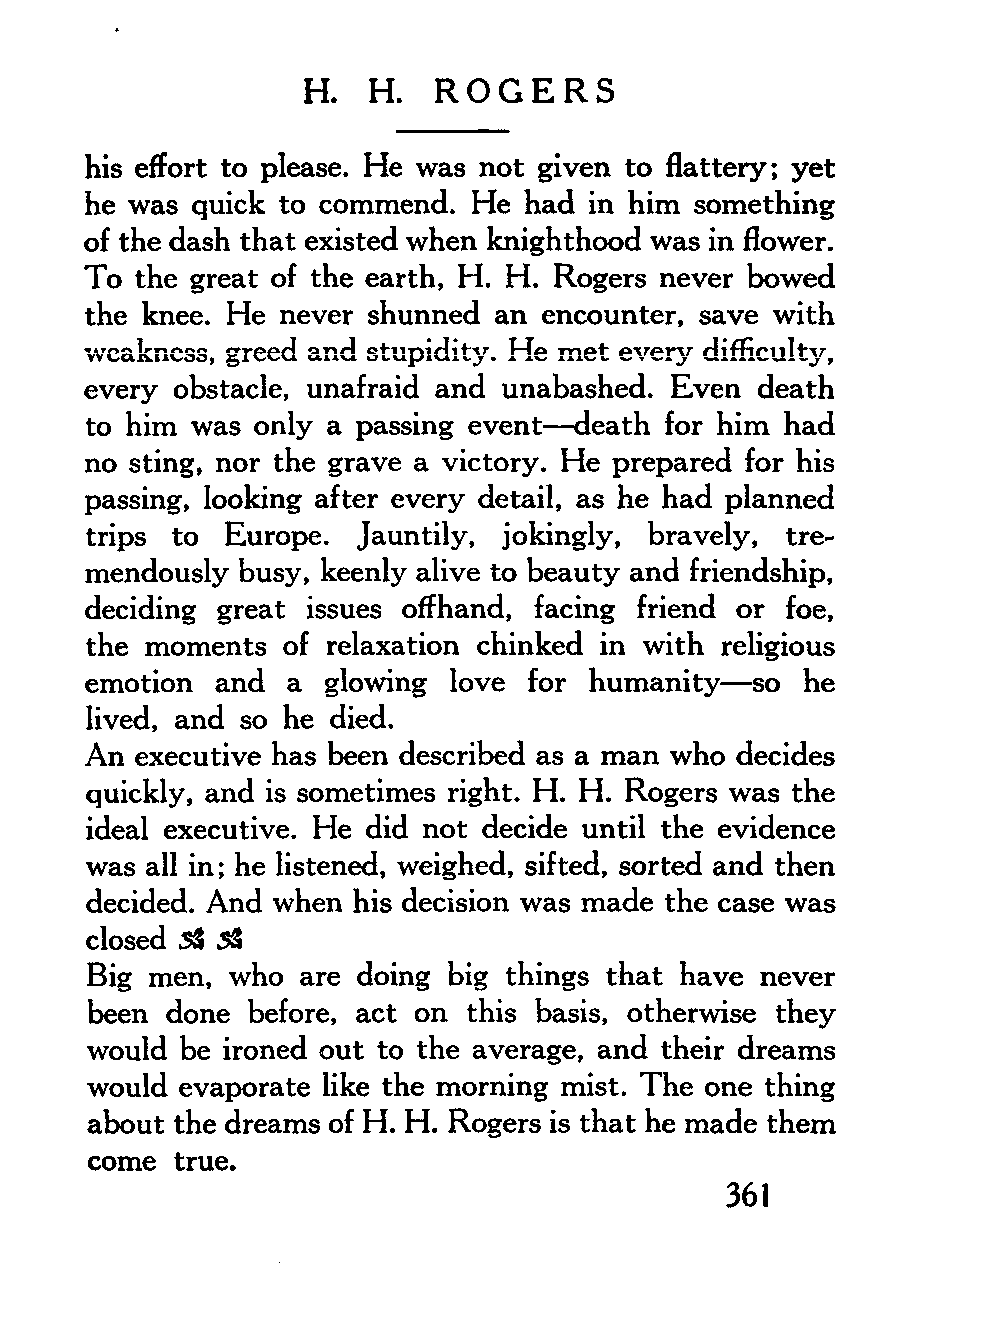 H. H. ROGERS
his effort to please. He was not given to flattery; yet
he was quick to commend. He had in him something
of the dash that existed when knighthood was in flower.
To the great of the earth, H. H. Rogers never bowed
the knee. He never shunned an encounter, save with
weakness, greed and stupidity. He met every difficulty,
every obstacle, unafraid and unabashed. Even death
to him was only a passing event—death for him had
no sting, nor the grave a victory. He prepared for his
passing, looking after every detail, as he had planned
trips to Europe. Jauntily, jokingly, bravely, tre-
mendously busy, keenly alive to beauty and friendship,
deciding great issues offhand, facing friend or foe,
the moments of relaxation chinked in with religious
emotion and a glowing love for humanity—so he
lived, and so he died.
An executive has been described as a man who decides
quickly, and is sometimes right. H. H. Rogers was the
ideal executive. He did not decide until the evidence
was all in; he listened, weighed, sifted, sorted and then
decided. And when his decision was made the case was
closed
Big men, who are doing big things that have never
been done before, act on this basis, otherwise they
would be ironed out to the average, and their dreams
would evaporate like the morning mist. The one thing
about the dreams of H. H. Rogers is that he made them
come true.
361